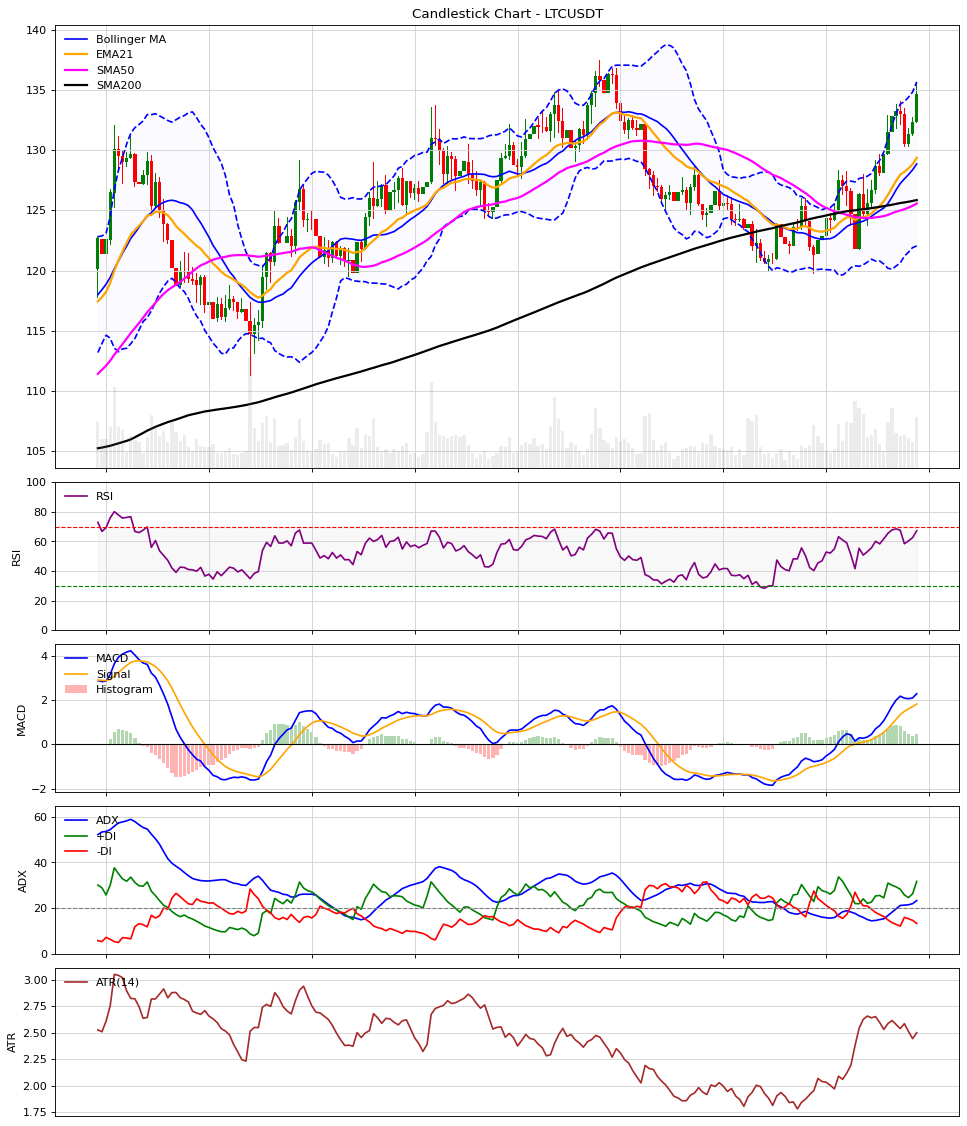 Candlestick Chart - LTCUSDT
140
135
130
125
120
115
110
105
Bollinger MA
EMA21
SMA50
SMA200
100
80
60
40
20
0
RSI
RSI
4
2
0
−2
MACD
MACD
Signal
Histogram
60
40
20
0
ADX
ADX
+DI
-DI
3.00
2.75
2.50
2.25
2.00
1.75
ATR
ATR(14)